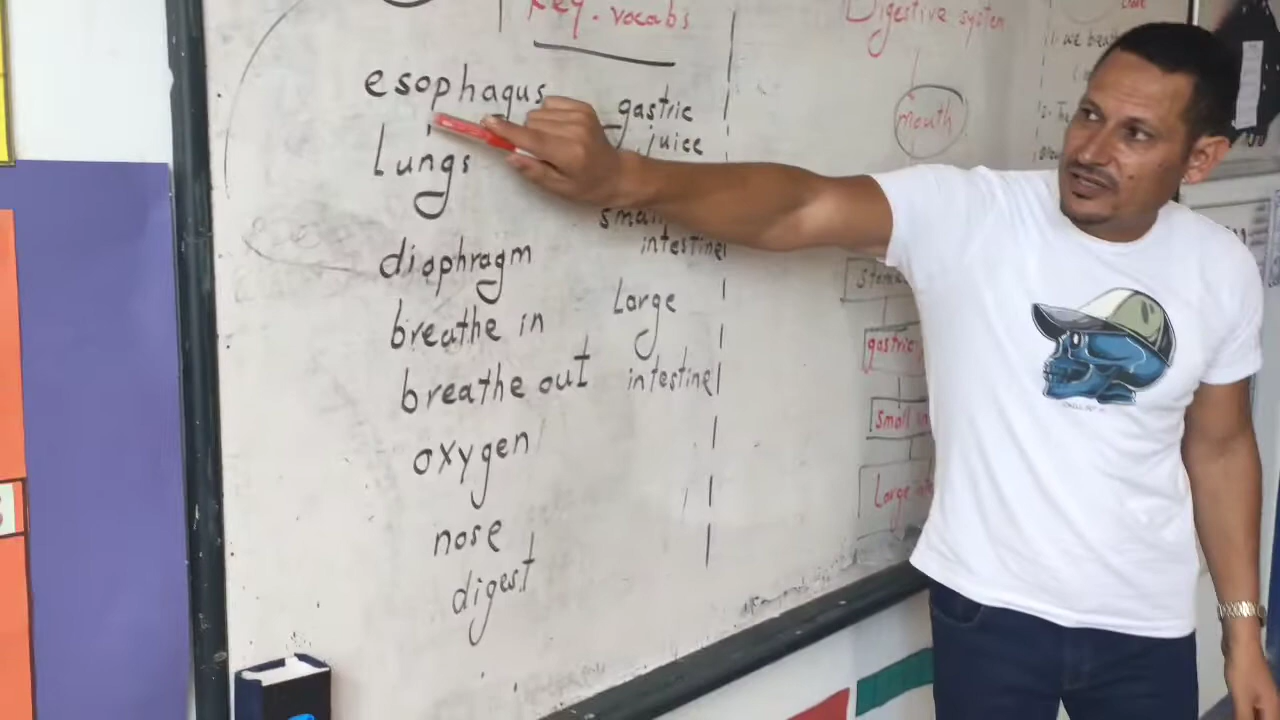 Key. vocabs
esophagus
Lungs
diaphragm
breathe in
breathe out
oxygen
nose
digest
gastric
juice
small
intestine
Large
intestine
Digestive system
mouth
gastric
small
Large
we